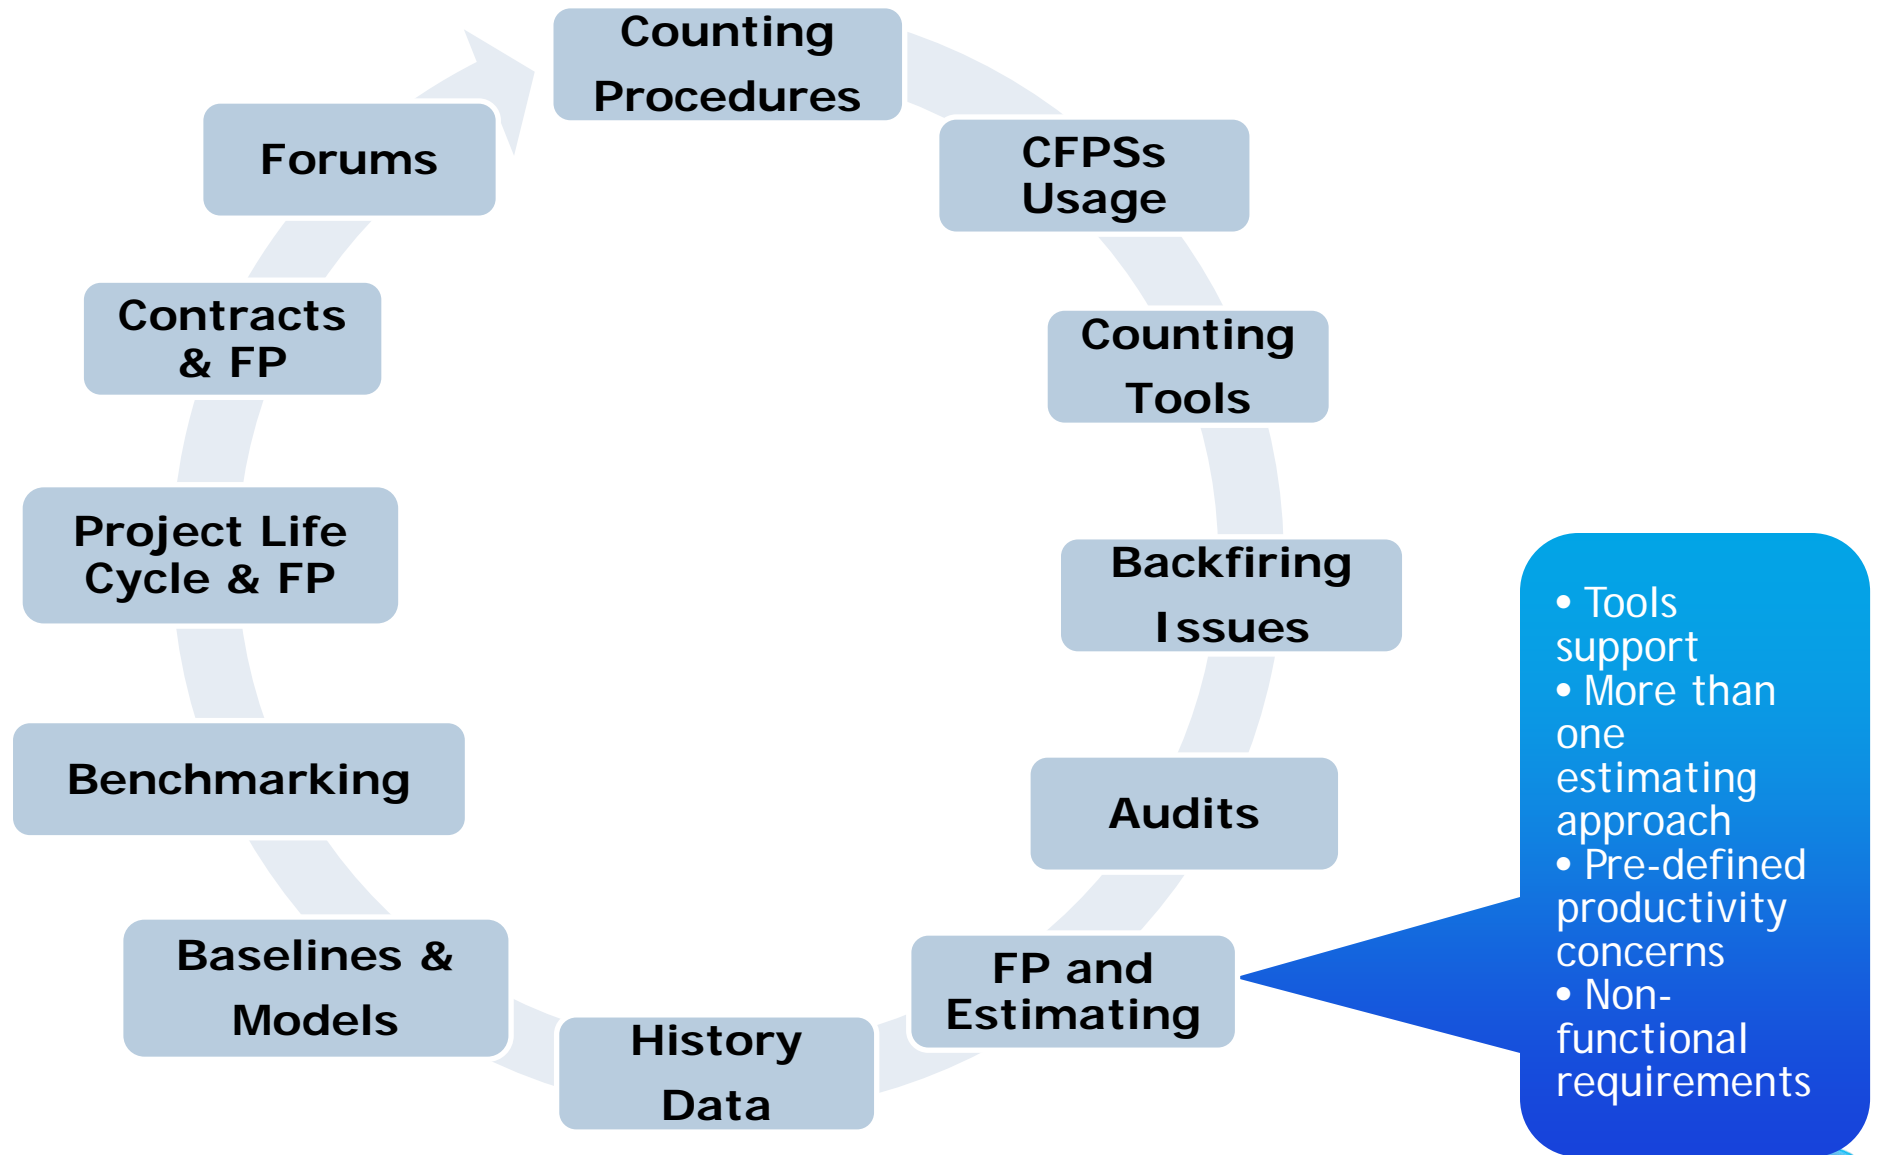 Counting
Procedures
CFPSs
Usage
Counting
Tools
Backfiring
Issues
Audits
FP and
Estimating
History
Data
Baselines &
Models
Benchmarking
Project Life
Cycle & FP
Contracts
& FP
Forums
• Tools
support
• More than
one
estimating
approach
• Pre-defined
productivity
concerns
• Non-
functional
requirements